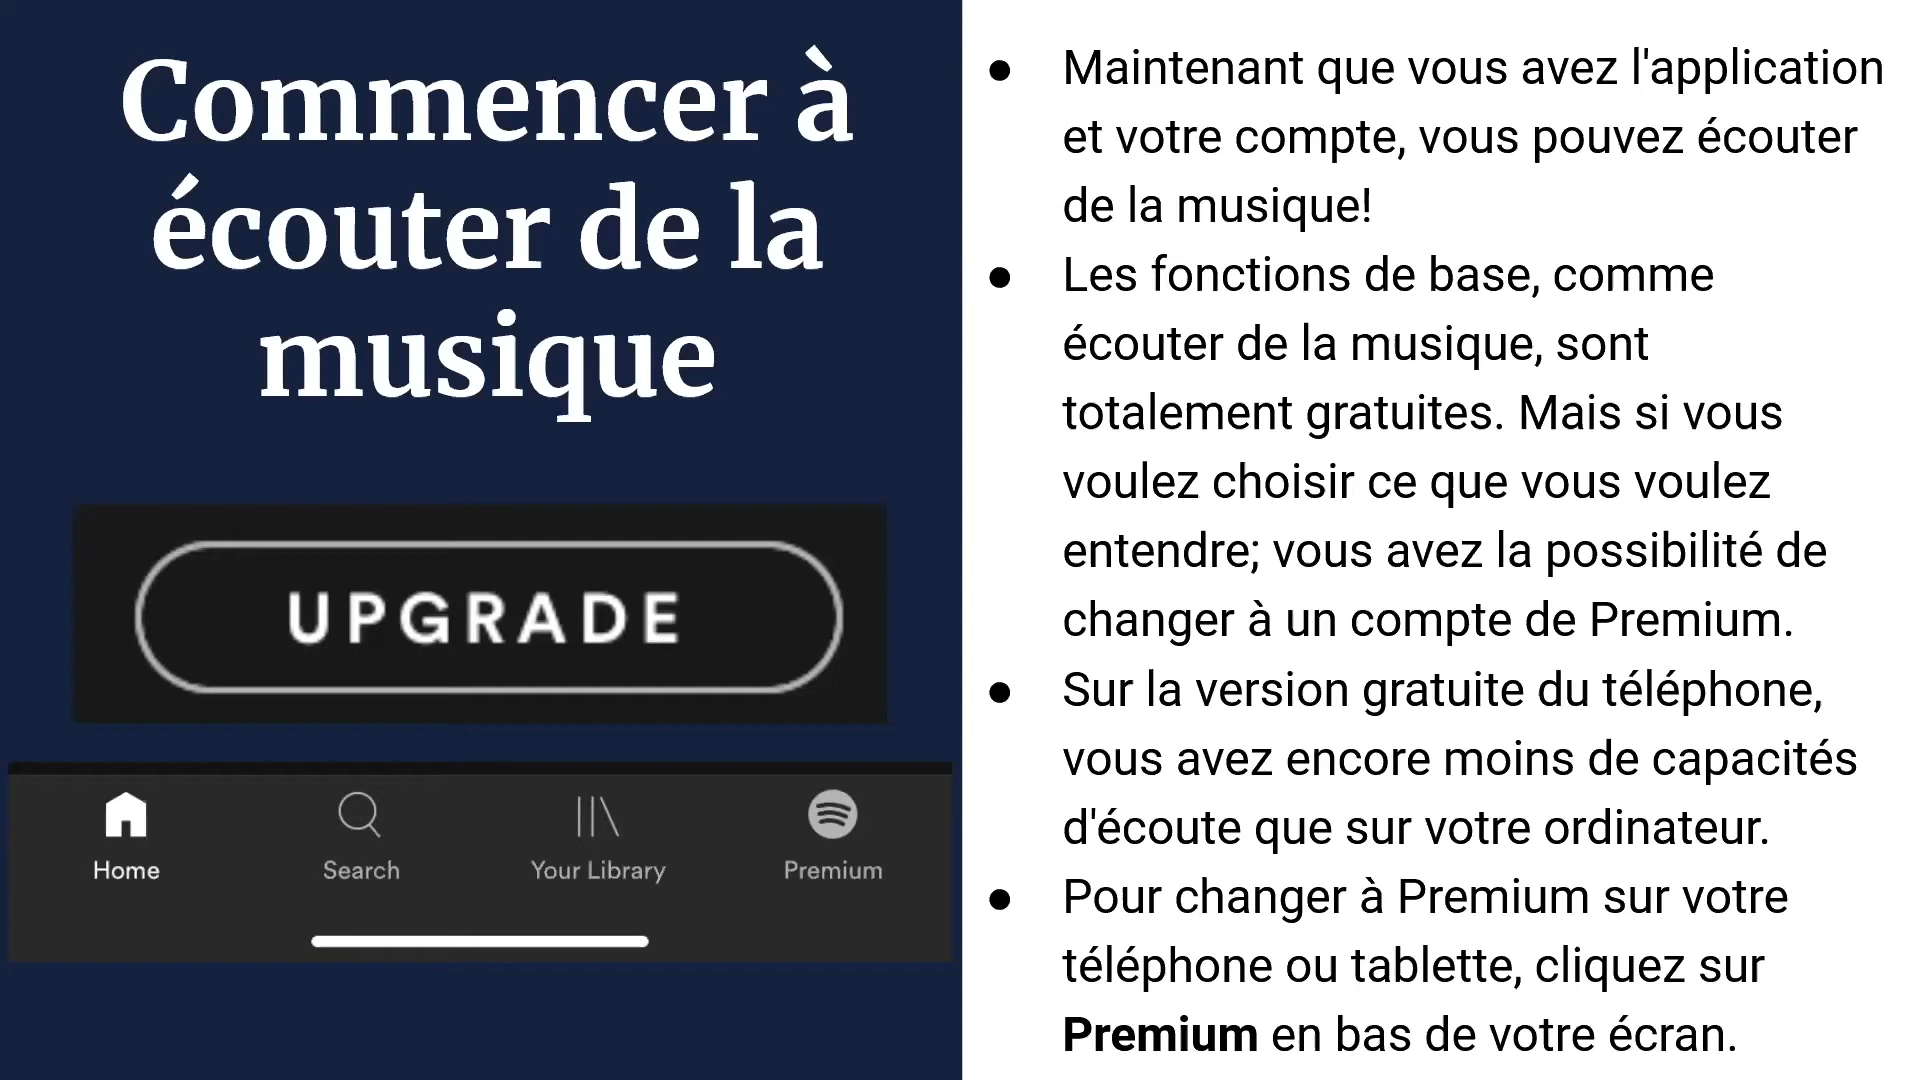 Commencer à
écouter de la
musique
UPGRADE
Home
Search
Your Library
Premium
● Maintenant que vous avez l'application
et votre compte, vous pouvez écouter
de la musique!
● Les fonctions de base, comme
écouter de la musique, sont
totalement gratuites. Mais si vous
voulez choisir ce que vous voulez
entendre; vous avez la possibilité de
changer à un compte de Premium.
● Sur la version gratuite du téléphone,
vous avez encore moins de capacités
d'écoute que sur votre ordinateur.
● Pour changer à Premium sur votre
téléphone ou tablette, cliquez sur
Premium en bas de votre écran.